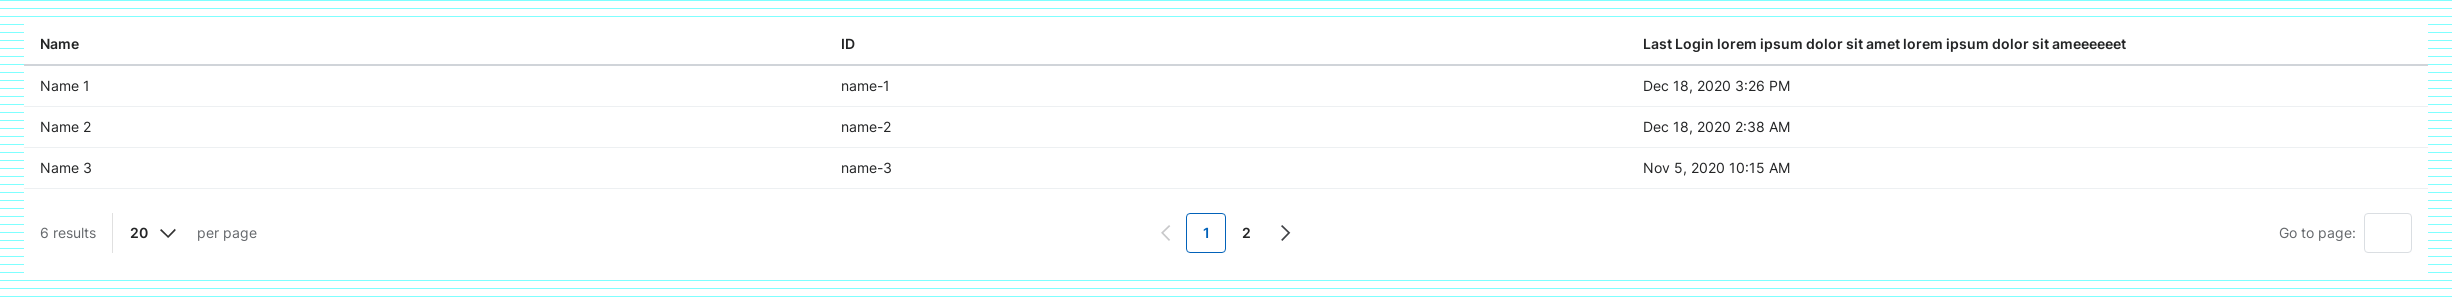 Name ID Last Login lorem ipsum dolor sit amet lorem ipsum dolor sit ameeeeeet
Name 1 name-1 Dec 18, 2020 3:26 PM
Name 2 name-2 Dec 18, 2020 2:38 AM
Name 3 name-3 Nov 5, 2020 10:15 AM
6 results 20 per page 1 2 Go to page: